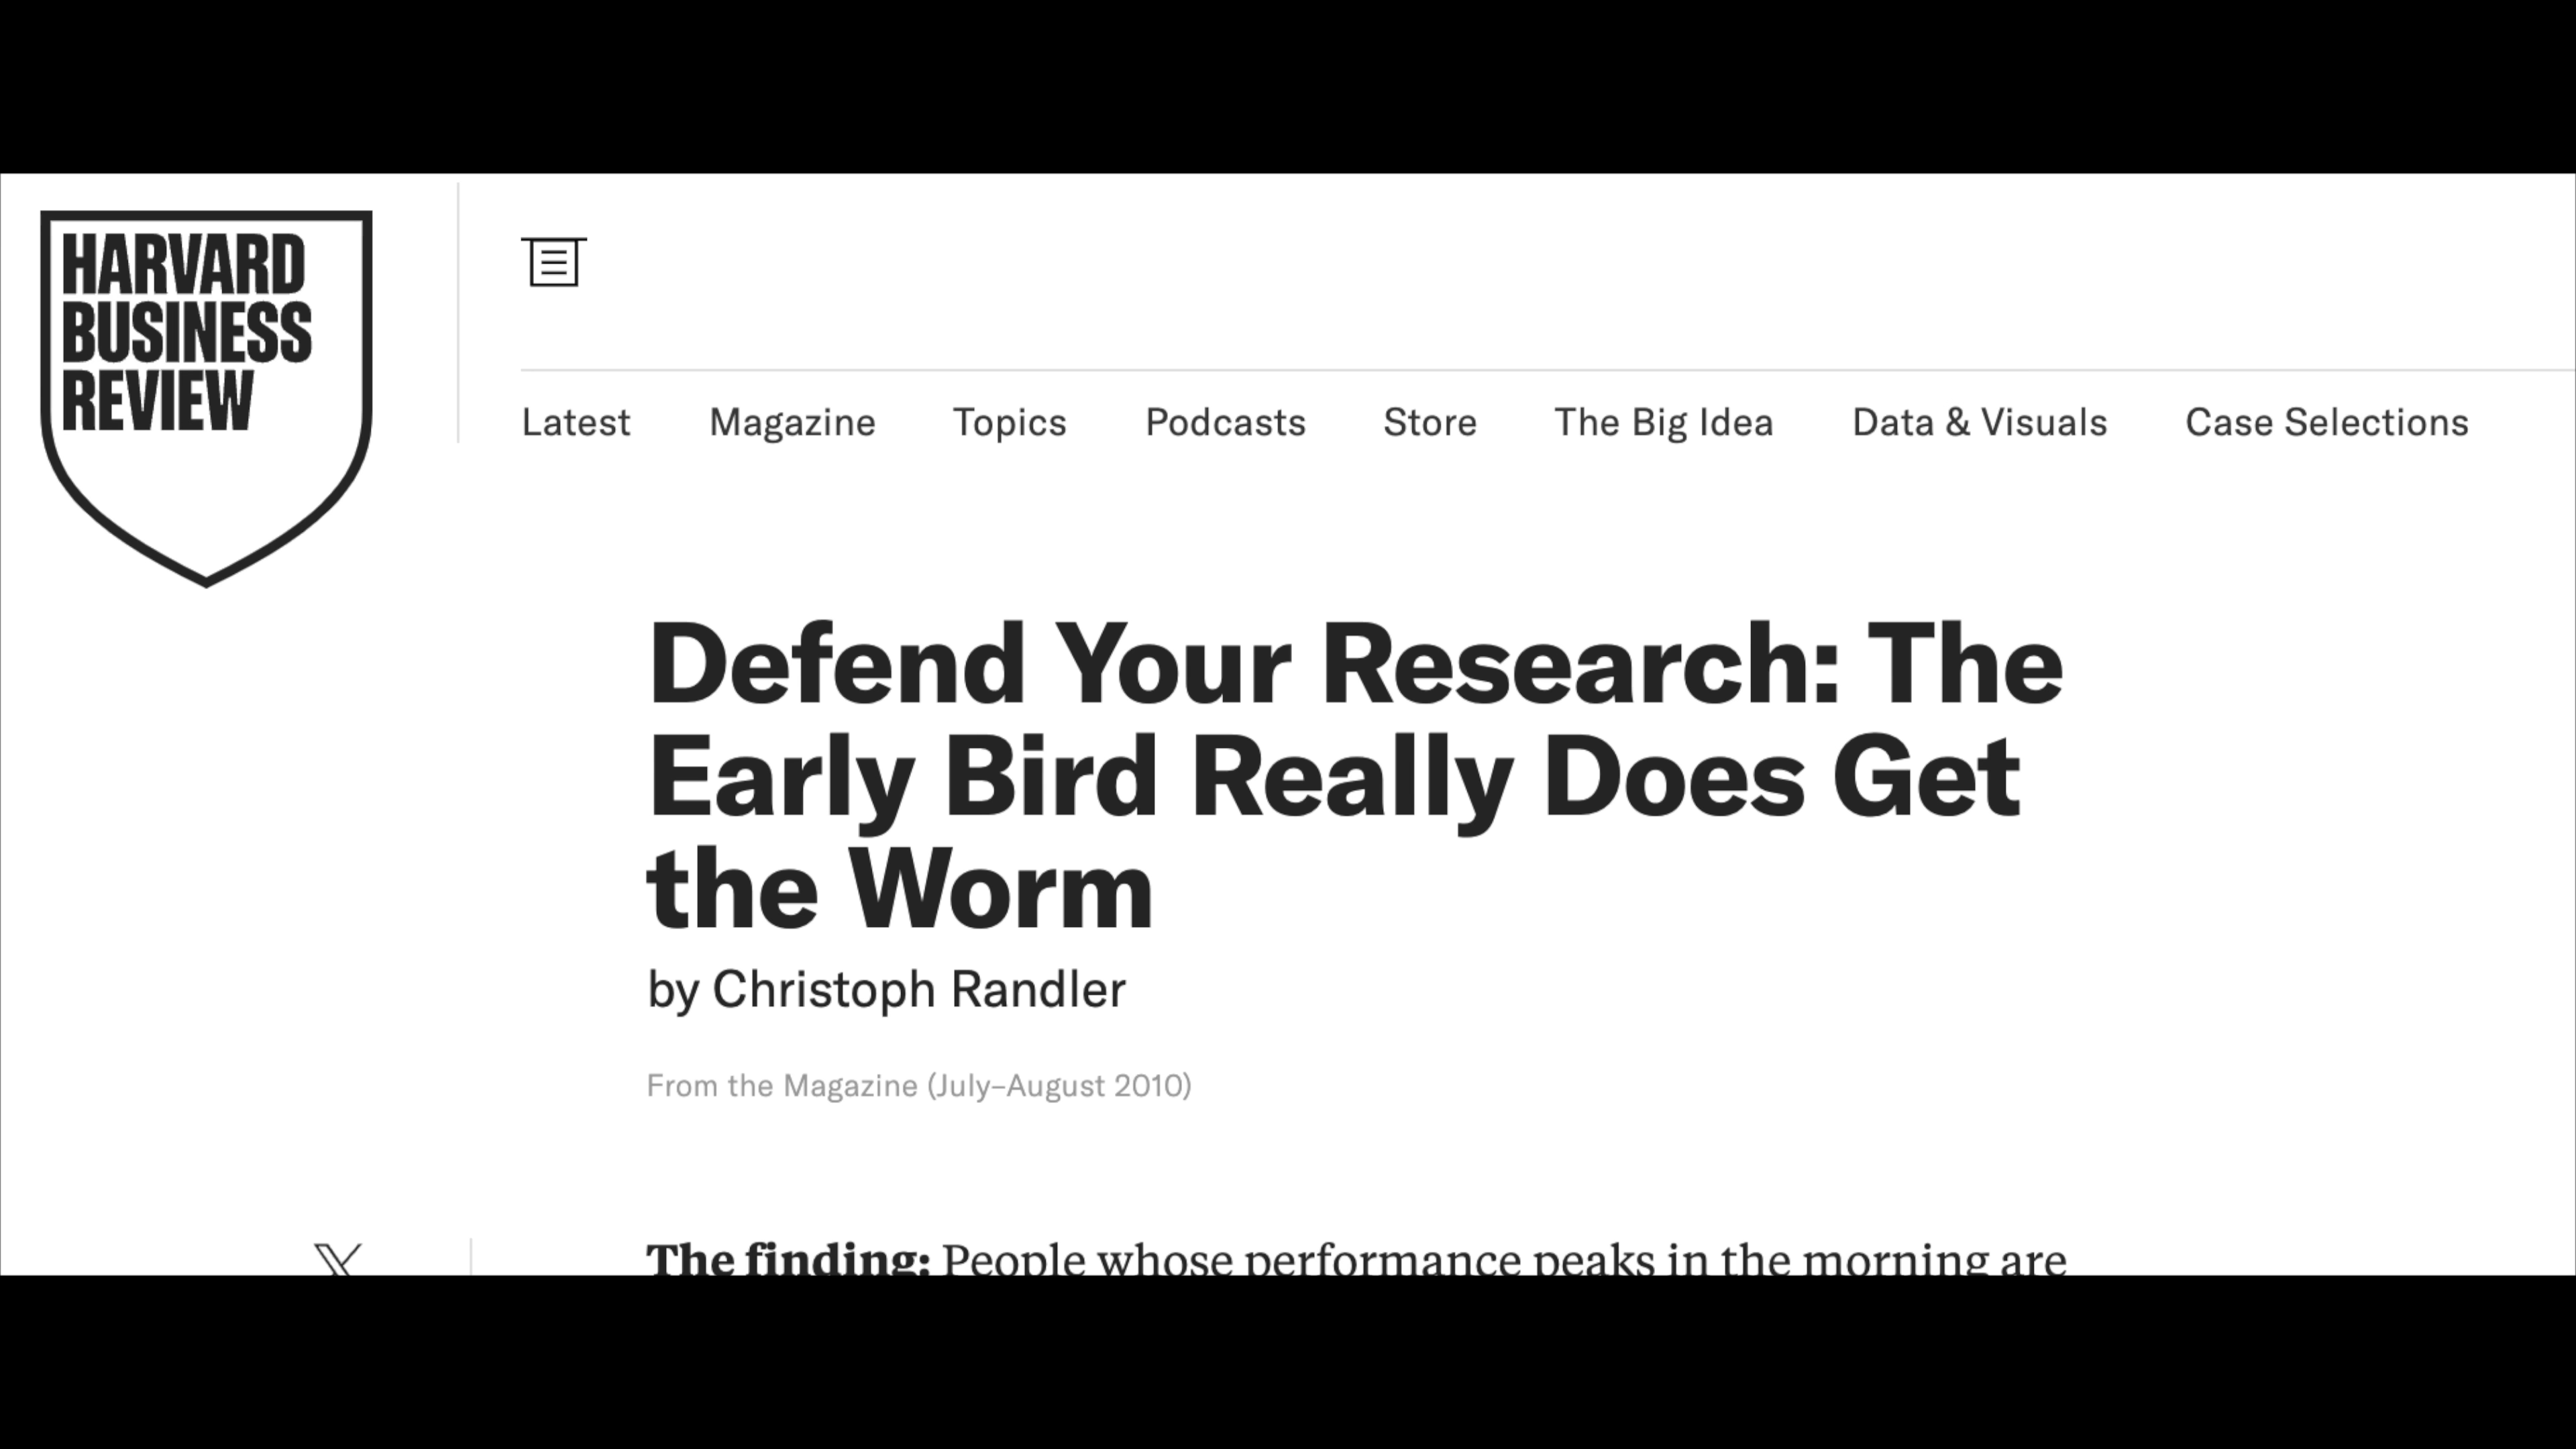 HARVARD
BUSINESS
REVIEW
Latest Magazine Topics Podcasts Store The Big Idea Data & Visuals Case Selections
Defend Your Research: The
Early Bird Really Does Get
the Worm
by Christoph Randler
From the Magazine (July–August 2010)
The finding: People whose performance peaks in the morning are